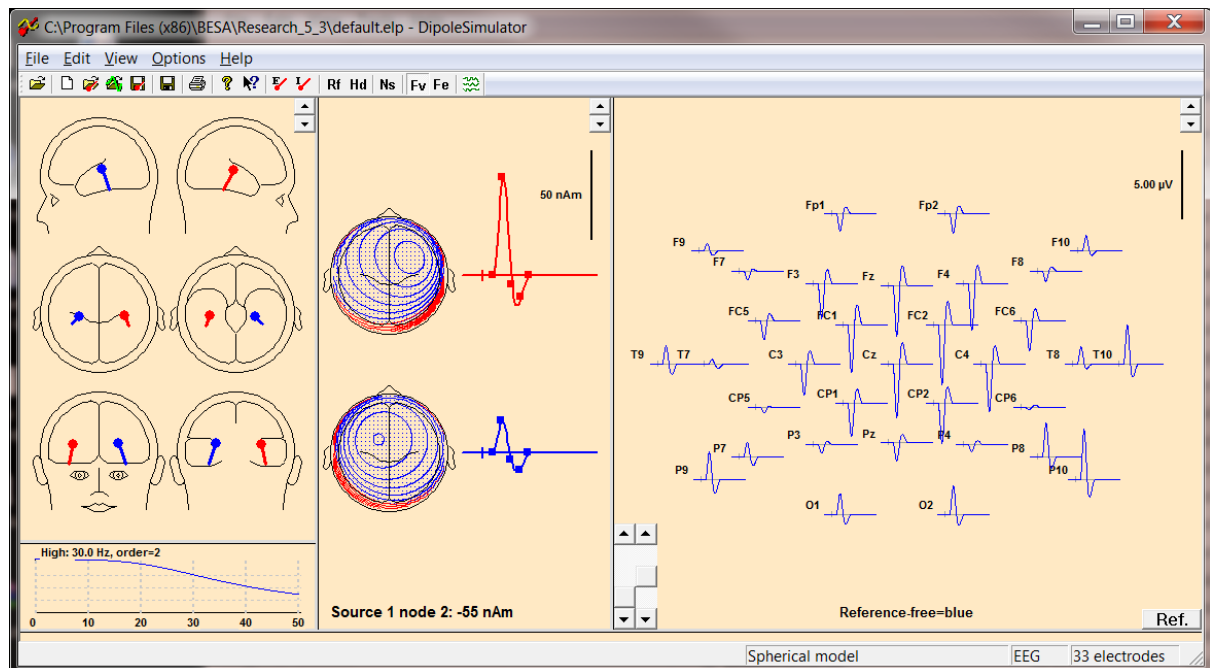 C:\Program Files (x86)\BESA\Research_5_3\default.elp - DipoleSimulator
File Edit View Options Help
Rf Hd Ns Fv Fe
50 nAm
5.00 µV
Fp1 Fp2
F9 F10
F7 F3 Fz F4 F8
FC5 FC1 FC2 FC6
T9 T7 C3 Cz C4 T8 T10
CP5 CP1 CP2 CP6
P7 P3 Pz P4 P8
P9 P10
O1 O2
High: 30.0 Hz, order=2
0 10 20 30 40 50
Source 1 node 2: -55 nAm
Reference-free=blue
Ref.
Spherical model EEG 33 electrodes